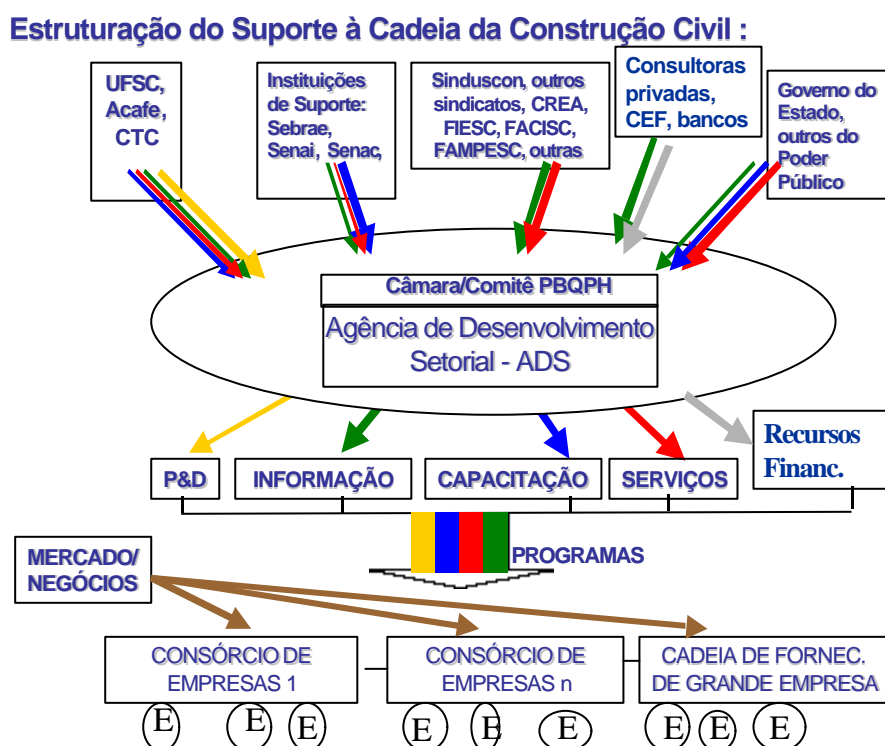 Estruturação do Suporte à Cadeia da Construção Civil :
UFSC,
Acafe,
CTC
Instituições
de Suporte:
Sebrae,
Senai, Senac,
Sinduscon, outros
sindicatos, CREA,
FIESC, FACISC,
FAMPESC, outras
Consultoras
privadas,
CEF, bancos
Governo do
Estado,
outros do
Poder
Público
Câmara/Comitê PBQPH
Agência de Desenvolvimento
Setorial - ADS
P&D
INFORMAÇÃO
CAPACITAÇÃO
SERVIÇOS
Recursos
Financ.
PROGRAMAS
MERCADO/
NEGÓCIOS
CONSÓRCIO DE
EMPRESAS 1
CONSÓRCIO DE
EMPRESAS n
CADEIA DE FORNEC.
DE GRANDE EMPRESA
E E E E E E E E E